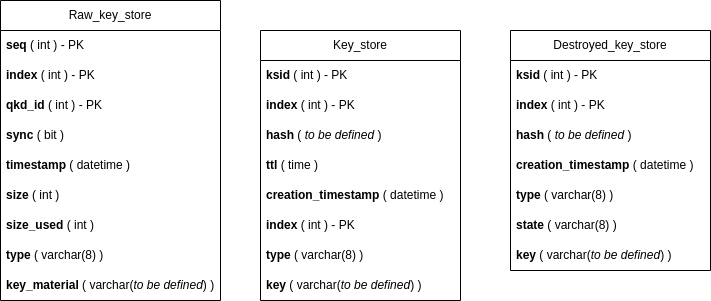 Raw_key_store
seq ( int ) - PK
index ( int ) - PK
qkd_id ( int ) - PK
sync ( bit )
timestamp ( datetime )
size ( int )
size_used ( int )
type ( varchar(8) )
key_material ( varchar(to be defined) )
Key_store
ksid ( int ) - PK
index ( int ) - PK
hash ( to be defined )
ttl ( time )
creation_timestamp ( datetime )
index ( int ) - PK
type ( varchar(8) )
key ( varchar(to be defined) )
Destroyed_key_store
ksid ( int ) - PK
index ( int ) - PK
hash ( to be defined )
creation_timestamp ( datetime )
type ( varchar(8) )
state ( varchar(8) )
key ( varchar(to be defined) )